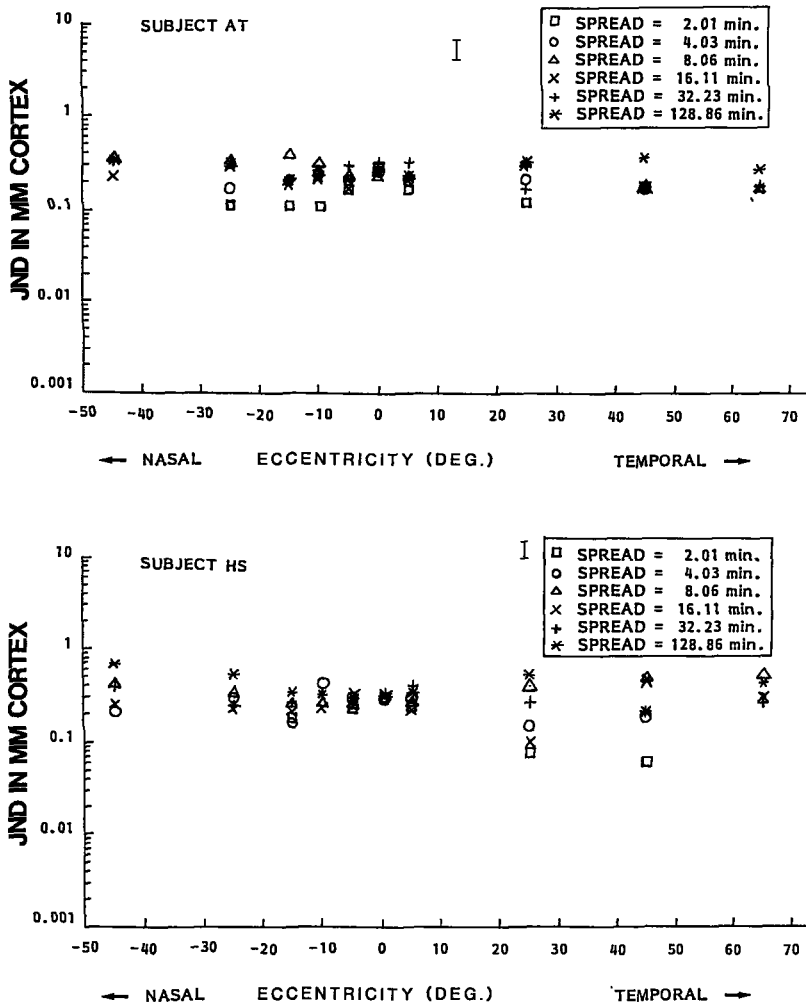 SUBJECT AT
SPREAD = 2.01 min.
SPREAD = 4.03 min.
SPREAD = 8.06 min.
SPREAD = 16.11 min.
SPREAD = 32.23 min.
SPREAD = 128.86 min.
JND IN MM CORTEX
10
1
0.1
0.01
0.001
-50 -40 -30 -20 -10 0 10 20 30 40 50 60 70
← NASAL ECCENTRICITY (DEG.) TEMPORAL →
SUBJECT HS
SPREAD = 2.01 min.
SPREAD = 4.03 min.
SPREAD = 8.06 min.
SPREAD = 16.11 min.
SPREAD = 32.23 min.
SPREAD = 128.86 min.
JND IN MM CORTEX
10
1
0.1
0.01
0.001
-50 -40 -30 -20 -10 0 10 20 30 40 50 60 70
← NASAL ECCENTRICITY (DEG.) TEMPORAL →